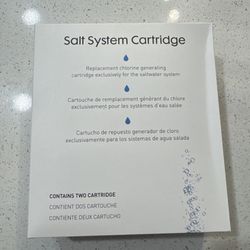 Salt System Cartridge
Replacement chlorine generating
cartridge exclusively for the saltwater system
Cartouche de remplacement générant du chlore
exclusivement pour les systèmes d'eau salée
Cartucho de repuesto generador de cloro
exclusivamente para los sistemas de agua salada
CONTAINS TWO CARTRIDGE
CONTIENT DOS CARTOUCHE
CONTIENTE DEUX CARTUCHO